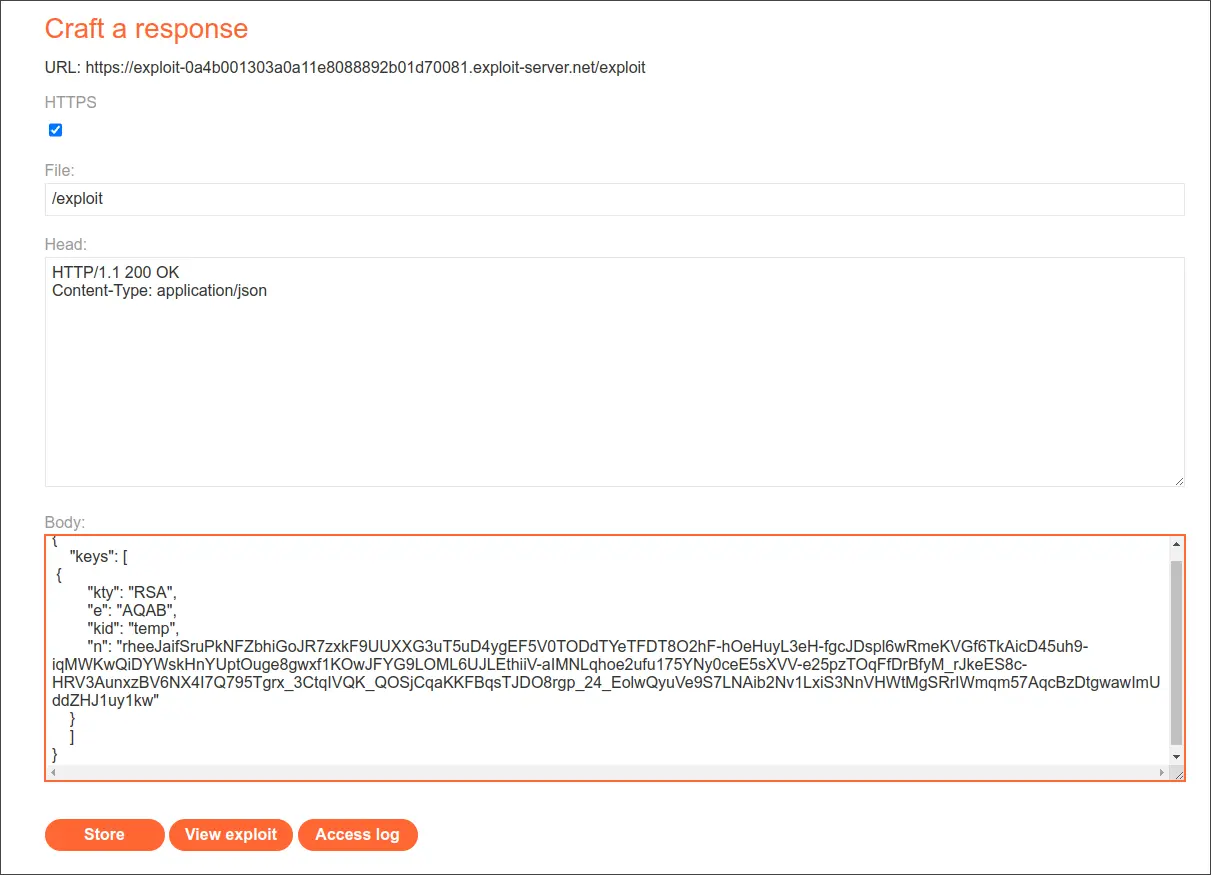 Craft a response
URL: https://exploit-0a4b001303a0a11e8088892b01d70081.exploit-server.net/exploit
HTTPS
File:
/exploit
Head:
HTTP/1.1 200 OK
Content-Type: application/json
Body:
{
"keys": [
{
"kty": "RSA",
"e": "AQAB",
"kid": "temp",
"n": "rheeJaifSruPkNFZbhiGoJR7zxkF9UUXXG3uT5uD4ygEF5V0TODdTYeTFDT8O2hF-hOeHuyL3eH-fgcJDspl6wRmeKVGf6TkAicD45uh9-
iqMWKwQiDYWskHnYUptOuge8gwxf1KOwJFYG9LOML6UJLEthiiV-aIMNLqhoe2ufu175YNy0ceE5sXVV-e25pzTOqFfDrBfyM_rJkeES8c-
HRV3AunxzBV6NX4I7Q795Tgrx_3CtqlVQK_QOSjCqaKKFBqsTJDO8rgp_24_EolwQyuVe9S7LNAib2Nv1LxiS3NnVHWtMgSRrIWmqm57AqcBzDtgwawImU
ddZHJ1uy1kw"
}
]
}
Store
View exploit
Access log